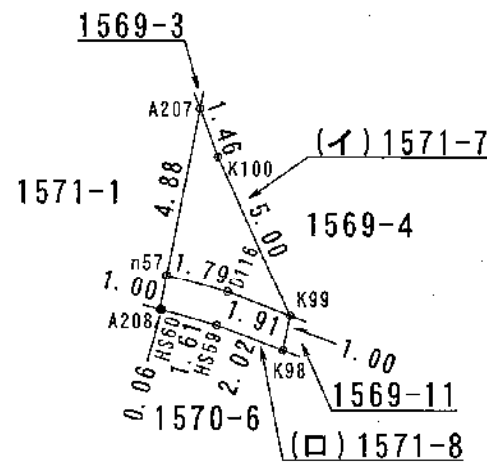 1569-3
A207
1.46
(イ)1571-7
K100
1571-1
4.88
5.00
1569-4
n57
1.79
D116
1.00
K99
A208
1.91
HS60
1.61
HS59
2.02
K98
1.00
0.06
1569-11
1570-6
(ロ)1571-8